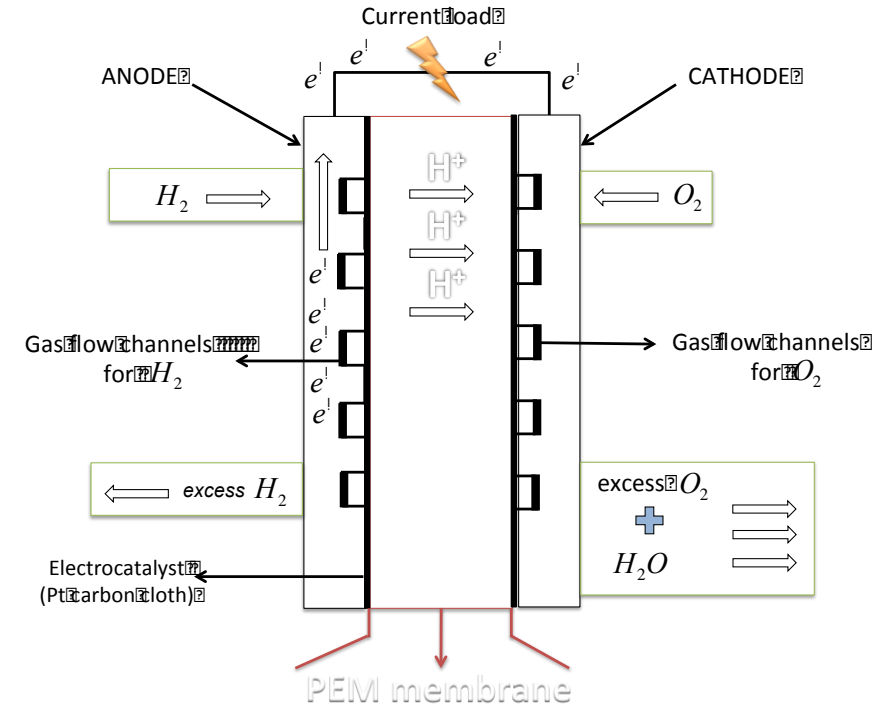 Current load
e! e! e! e!
ANODE
CATHODE
H+
H2
O2
H+
e!
H+
e!
e!
Gas flow channels
for H2
Gas flow channels
for O2
e!
e!
excess H2
excess O2
H2O
Electrocatalyst
(Pt carbon cloth)
PEM membrane